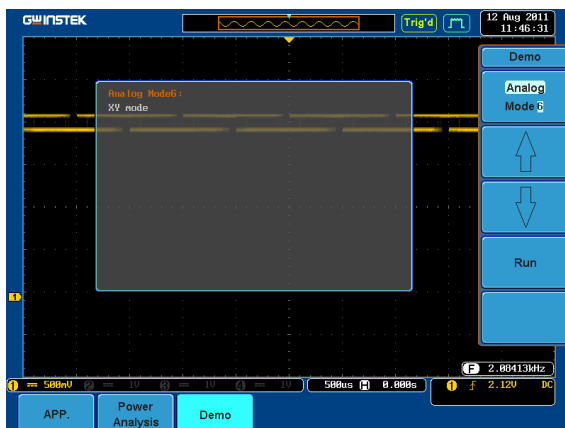 GWINSTEK
Trig'd
12 Aug 2011
11:46:31
Demo
Analog Mode6:
XY mode
Analog
Mode 6
Run
1
F 2.08413kHz
1 500mV 2 1V 3 1V 4 1V
500us H 0.000s
1 2.12V DC
APP.
Power
Analysis
Demo